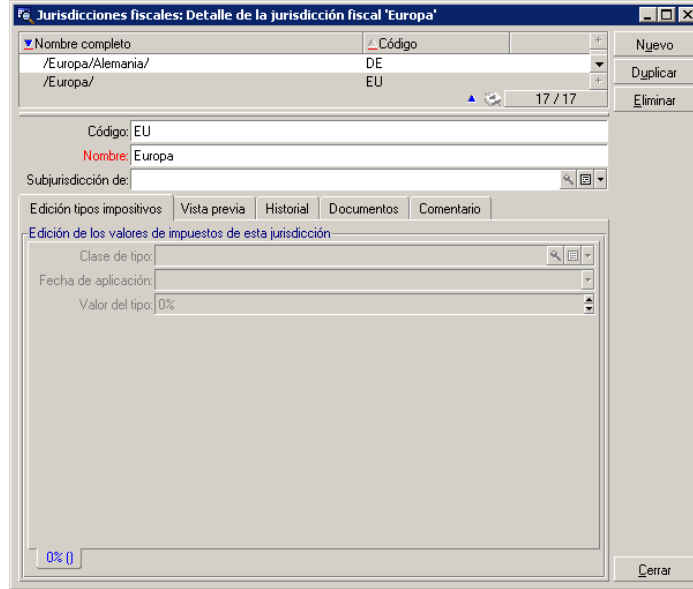 Jurisdicciones fiscales: Detalle de la jurisdicción fiscal 'Europa'
Nombre completo Código
/Europa/Alemania/ DE
/Europa/ EU
17 / 17
Nuevo
Duplicar
Eliminar
Código: EU
Nombre: Europa
Subjurisdicción de:
Edición tipos impositivos Vista previa Historial Documentos Comentario
Edición de los valores de impuestos de esta jurisdicción
Clase de tipo:
Fecha de aplicación:
Valor del tipo: 0%
0% ()
Cerrar